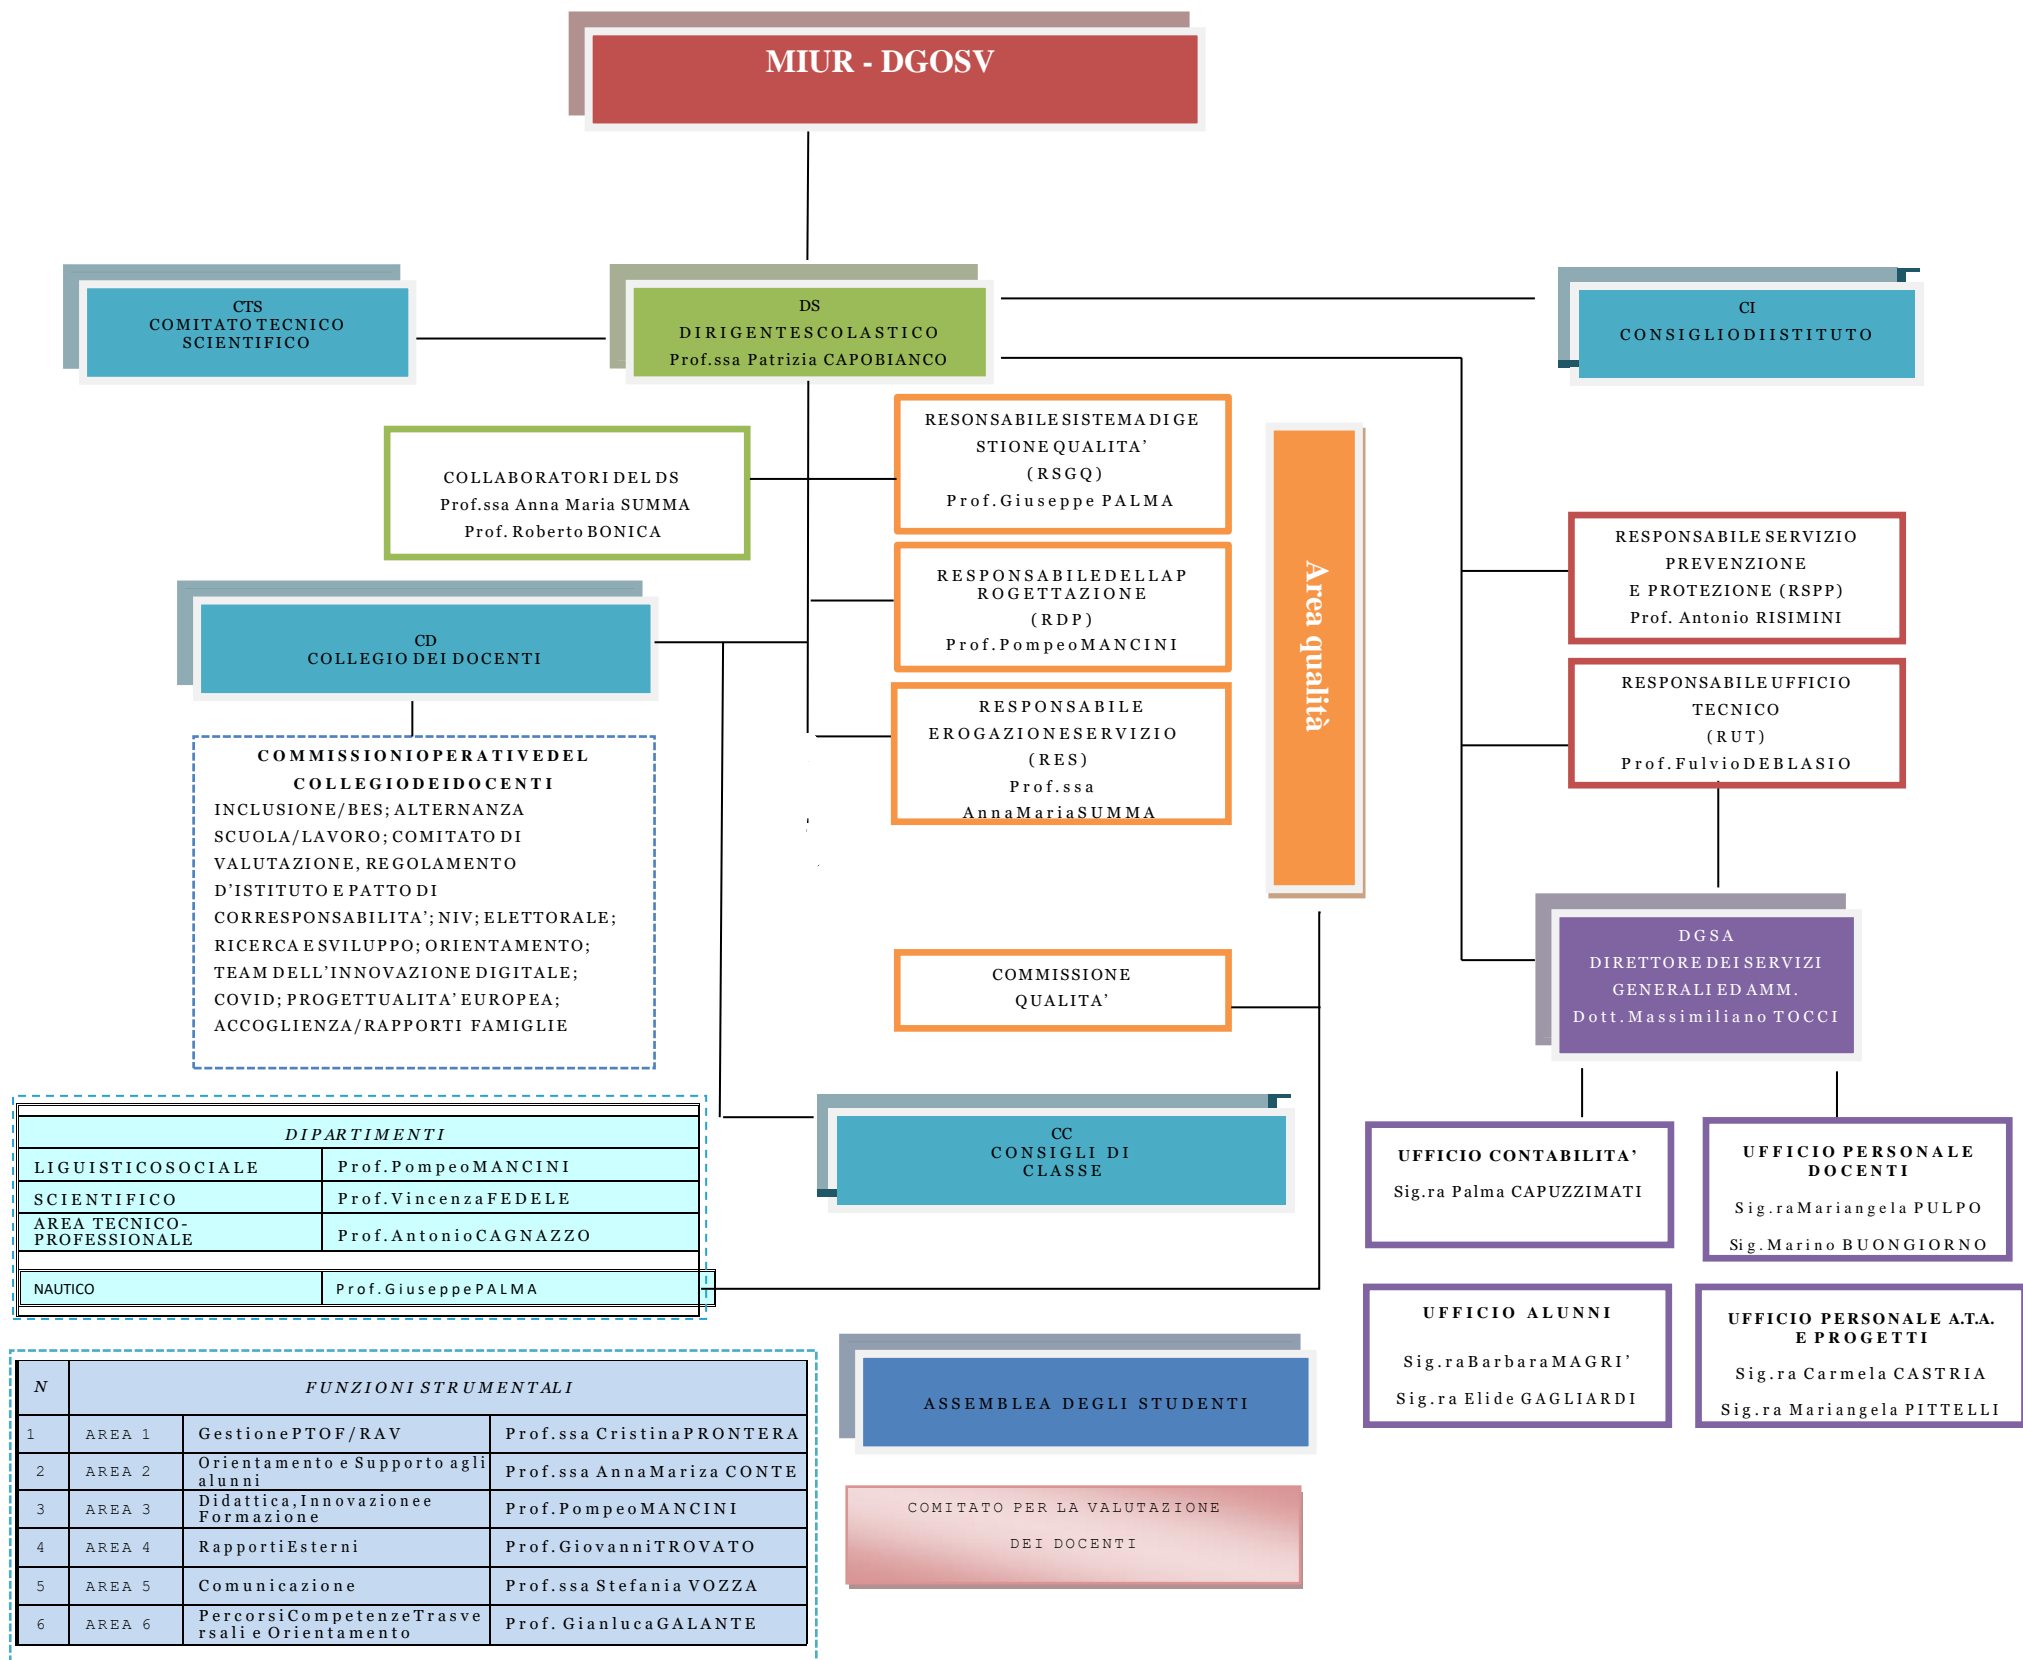 MIUR - DGOSV
CTS
COMITATO TECNICO
SCIENTIFICO
DS
DIRIGENTESCOLASTICO
Prof.ssa Patrizia CAPOBIANCO
CI
CONSIGLIODIISTITUTO
COLLABORATORI DEL DS
Prof.ssa Anna Maria SUMMA
Prof. Roberto BONICA
RESONSABILESISTEMADIGE
STIONEQUALITA’
(RSGQ)
Prof.Giuseppe PALMA
RESPONSABILEDELLAP
ROGETTAZIONE
(RDP)
Prof.PompeoMANCINI
RESPONSABILE
EROGAZIONESERVIZIO
(RES)
Prof.ssa
AnnaMariaSUMMA
Area qualità
RESPONSABILE SERVIZIO
PREVENZIONE
E PROTEZIONE (RSPP)
Prof. Antonio RISIMINI
RESPONSABILE UFFICIO
TECNICO
(RUT)
Prof.FulvioDEBLASIO
CD
COLLEGIO DEI DOCENTI
COMMISSIONIOPERATIVEDEL
COLLEGIODEIDOCENTI
INCLUSIONE/BES; ALTERNANZA
SCUOLA/LAVORO; COMITATO DI
VALUTAZIONE, REGOLAMENTO
D’ISTITUTO E PATTO DI
CORRESPONSABILITA’; NIV; ELETTORALE;
RICERCA E SVILUPPO; ORIENTAMENTO;
TEAM DELL’INNOVAZIONE DIGITALE;
COVID; PROGETTUALITA’ EUROPEA;
ACCOGLIENZA/RAPPORTI FAMIGLIE
COMMISSIONE
QUALITA’
DGSA
DIRETTORE DEI SERVIZI
GENERALI ED AMM.
Dott.Massimiliano TOCCI
DIPARTIMENTI
LIGUISTICOSOCIALE Prof.PompeoMANCINI
SCIENTIFICO Prof.VincenzaFEDELE
AREA TECNICO-
PROFESSIONALE Prof.AntonioCAGNAZZO
NAUTICO Prof.GiuseppePALMA
CC
CONSIGLI DI
CLASSE
UFFICIO CONTABILITA’
Sig.ra Palma CAPUZZIMATI
UFFICIO PERSONALE
DOCENTI
Sig.raMariangela PULPO
Sig.Marino BUONGIORNO
UFFICIO ALUNNI
Sig.raBarbaraMAGRI’
Sig.ra Elide GAGLIARDI
UFFICIO PERSONALE A.T.A.
E PROGETTI
Sig.ra Carmela CASTRIA
Sig.ra Mariangela PITTELLI
N FUNZIONI STRUMENTALI
1 AREA 1 GestionePTOF/RAV Prof.ssa CristinaPRONTERA
2 AREA 2 Orientamento e Supporto agli
alunni Prof.ssa AnnaMariza CONTE
3 AREA 3 Didattica,Innovazionee
Formazione Prof.PompeoMANCINI
4 AREA 4 RapportiEsterni Prof.GiovanniTROVATO
5 AREA 5 Comunicazione Prof.ssa Stefania VOZZA
6 AREA 6 PercorsiCompetenzeTrasve
rsali e Orientamento Prof. GianlucaGALANTE
ASSEMBLEA DEGLI STUDENTI
COMITATO PER LA VALUTAZIONE
DEI DOCENTI